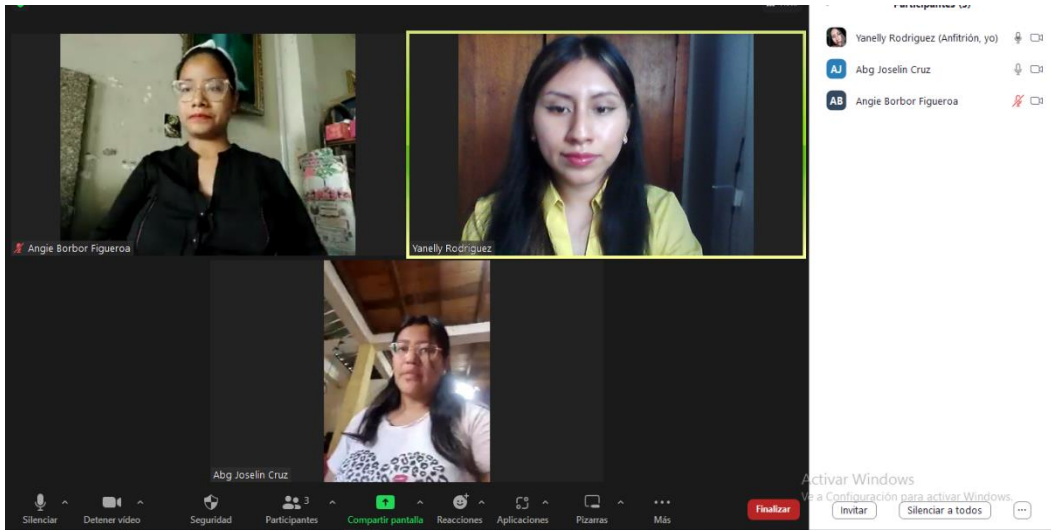 Participantes (3)
Yanelly Rodriguez (Anfitrión, yo)
AJ Abg Joselin Cruz
AB Angie Borbor Figueroa
Angie Borbor Figueroa
Yanelly Rodriguez
Abg Joselin Cruz
Activar Windows
Ve a Configuración para activar Windows.
Silenciar
Detener vídeo
Seguridad
3
Participantes
Compartir pantalla
Reacciones
Aplicaciones
Pizarras
Más
Finalizar
Invitar
Silenciar a todos